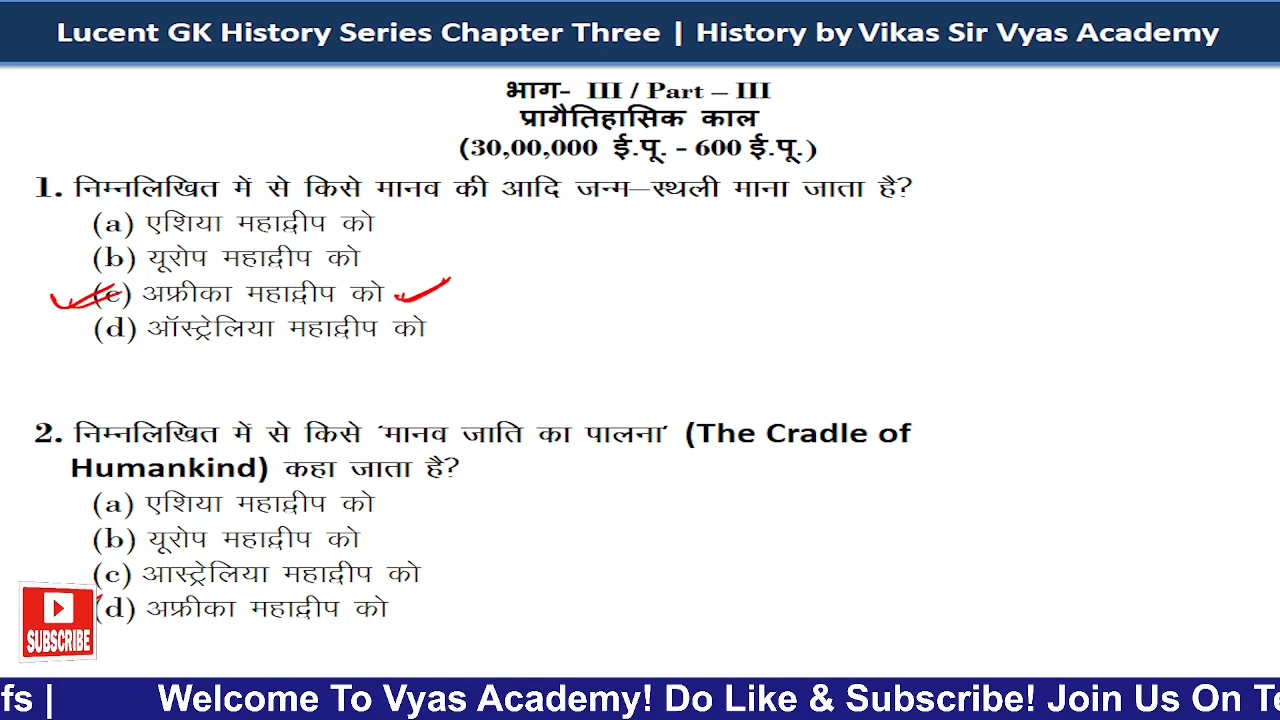 Lucent GK History Series Chapter Three | History by Vikas Sir Vyas Academy
भाग- III / Part – III
प्रागैतिहासिक काल
(30,00,000 ई.पू. - 600 ई.पू.)
1. निम्नलिखित में से किसे मानव की आदि जन्म–स्थली माना जाता है?
(a) एशिया महाद्वीप को
(b) यूरोप महाद्वीप को
(c) अफ्रीका महाद्वीप को
(d) ऑस्ट्रेलिया महाद्वीप को
2. निम्नलिखित में से किसे 'मानव जाति का पालना' (The Cradle of
Humankind) कहा जाता है?
(a) एशिया महाद्वीप को
(b) यूरोप महाद्वीप को
(c) आस्ट्रेलिया महाद्वीप को
(d) अफ्रीका महाद्वीप को
SUBSCRIBE
fs | Welcome To Vyas Academy! Do Like & Subscribe! Join Us On